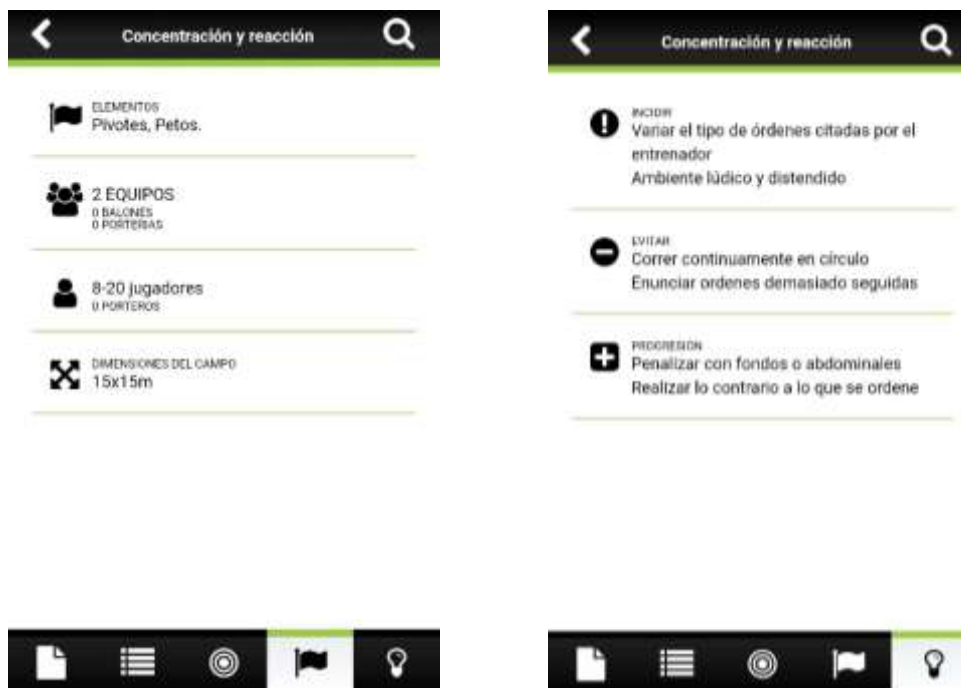 Concentración y reacción
ELEMENTOS
Pivotes, Petos.
2 EQUIPOS
0 BALONES
0 PORTERIAS
8-20 jugadores
0 PORTEROS
DIMENSIONES DEL CAMPO
15x15m
Concentración y reacción
INCIDIR
Variar el tipo de órdenes citadas por el
entrenador
Ambiente lúdico y distendido
EVITAR
Correr continuamente en círculo
Enunciar ordenes demasiado seguidas
PROGRESIÓN
Penalizar con fondos o abdominales
Realizar lo contrario a lo que se ordene